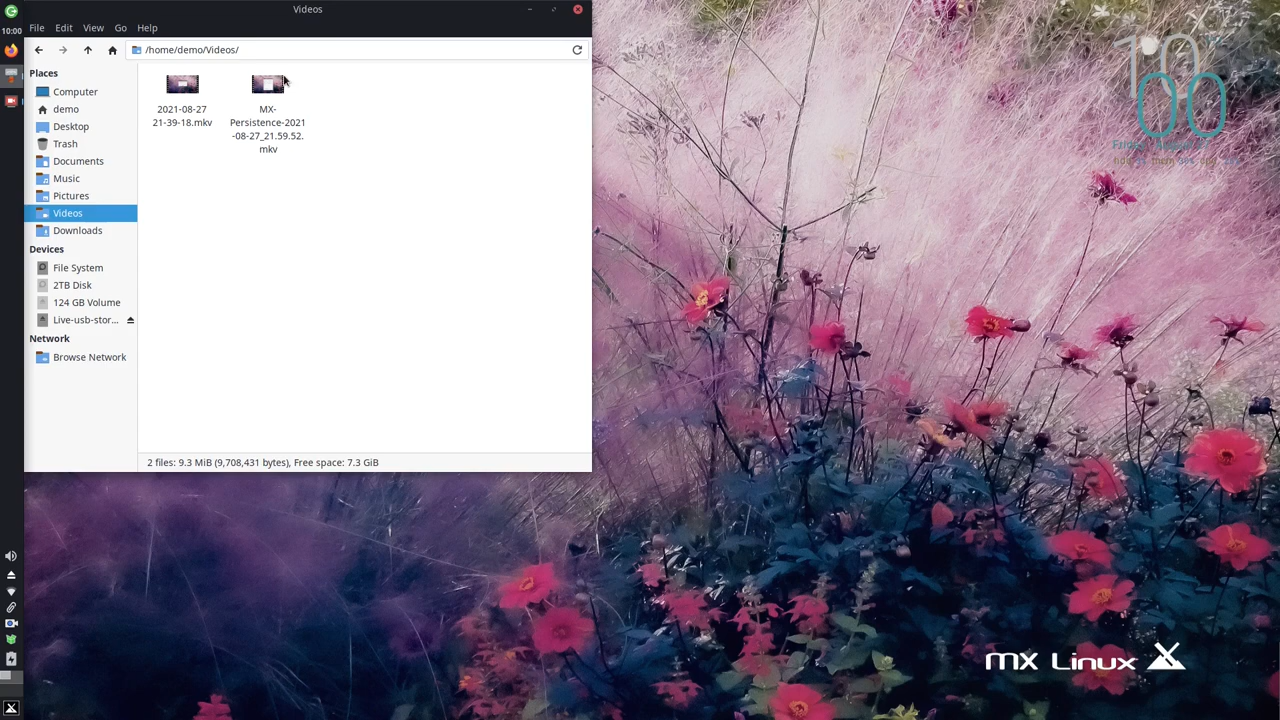 Videos
10:00
File Edit View Go Help
/home/demo/Videos/
Places
Computer
demo
Desktop
Trash
Documents
Music
Pictures
Videos
Downloads
Devices
File System
2TB Disk
124 GB Volume
Live-usb-stor...
Network
Browse Network
2021-08-27
21-39-18.mkv
MX-
Persistence-2021
-08-27_21.59.52.
mkv
2 files: 9.3 MiB (9,708,431 bytes), Free space: 7.3 GiB
10
00
mx Linux